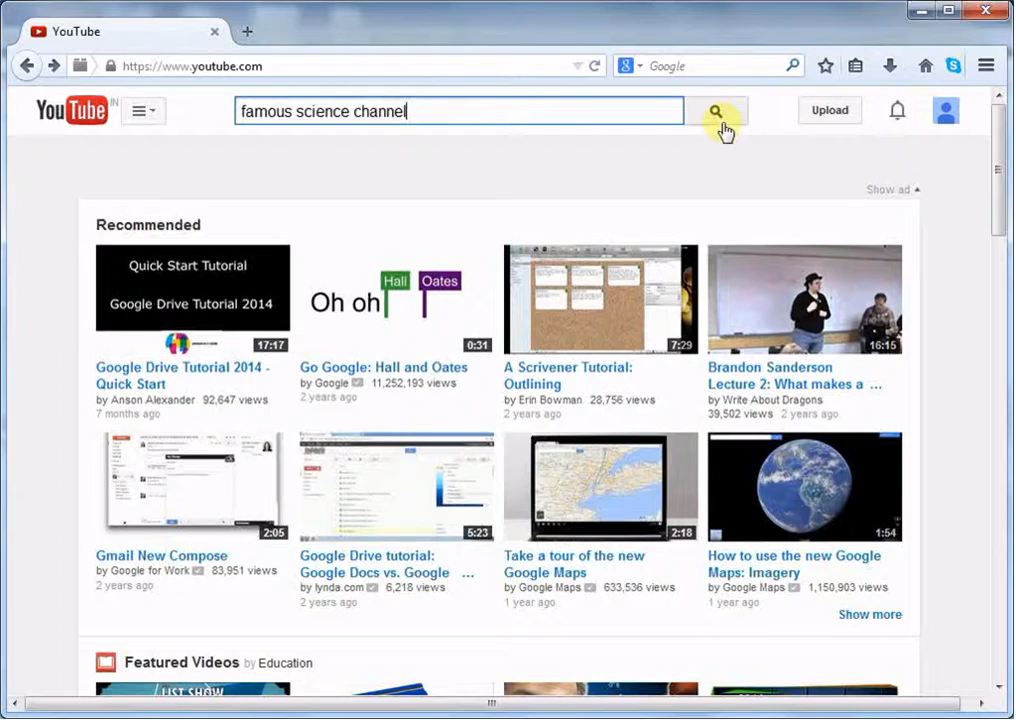 YouTube
https://www.youtube.com
Google
YouTube IN
famous science channel
Upload
Show ad
Recommended
Quick Start Tutorial
Google Drive Tutorial 2014
17:17
Oh oh Hall Oates
0:31
7:29
16:15
Google Drive Tutorial 2014 -
Quick Start
by Anson Alexander 92,647 views
7 months ago
Go Google: Hall and Oates
by Google 11,252,193 views
2 years ago
A Scrivener Tutorial:
Outlining
by Erin Bowman 28,756 views
2 years ago
Brandon Sanderson
Lecture 2: What makes a ...
by Write About Dragons
39,502 views 2 years ago
2:05
5:23
2:18
1:54
Gmail New Compose
by Google for Work 83,951 views
2 years ago
Google Drive tutorial:
Google Docs vs. Google ...
by lynda.com 6,218 views
2 years ago
Take a tour of the new
Google Maps
by Google Maps 633,536 views
1 year ago
How to use the new Google
Maps: Imagery
by Google Maps 1,150,903 views
1 year ago
Show more
Featured Videos by Education
LIST SHOW